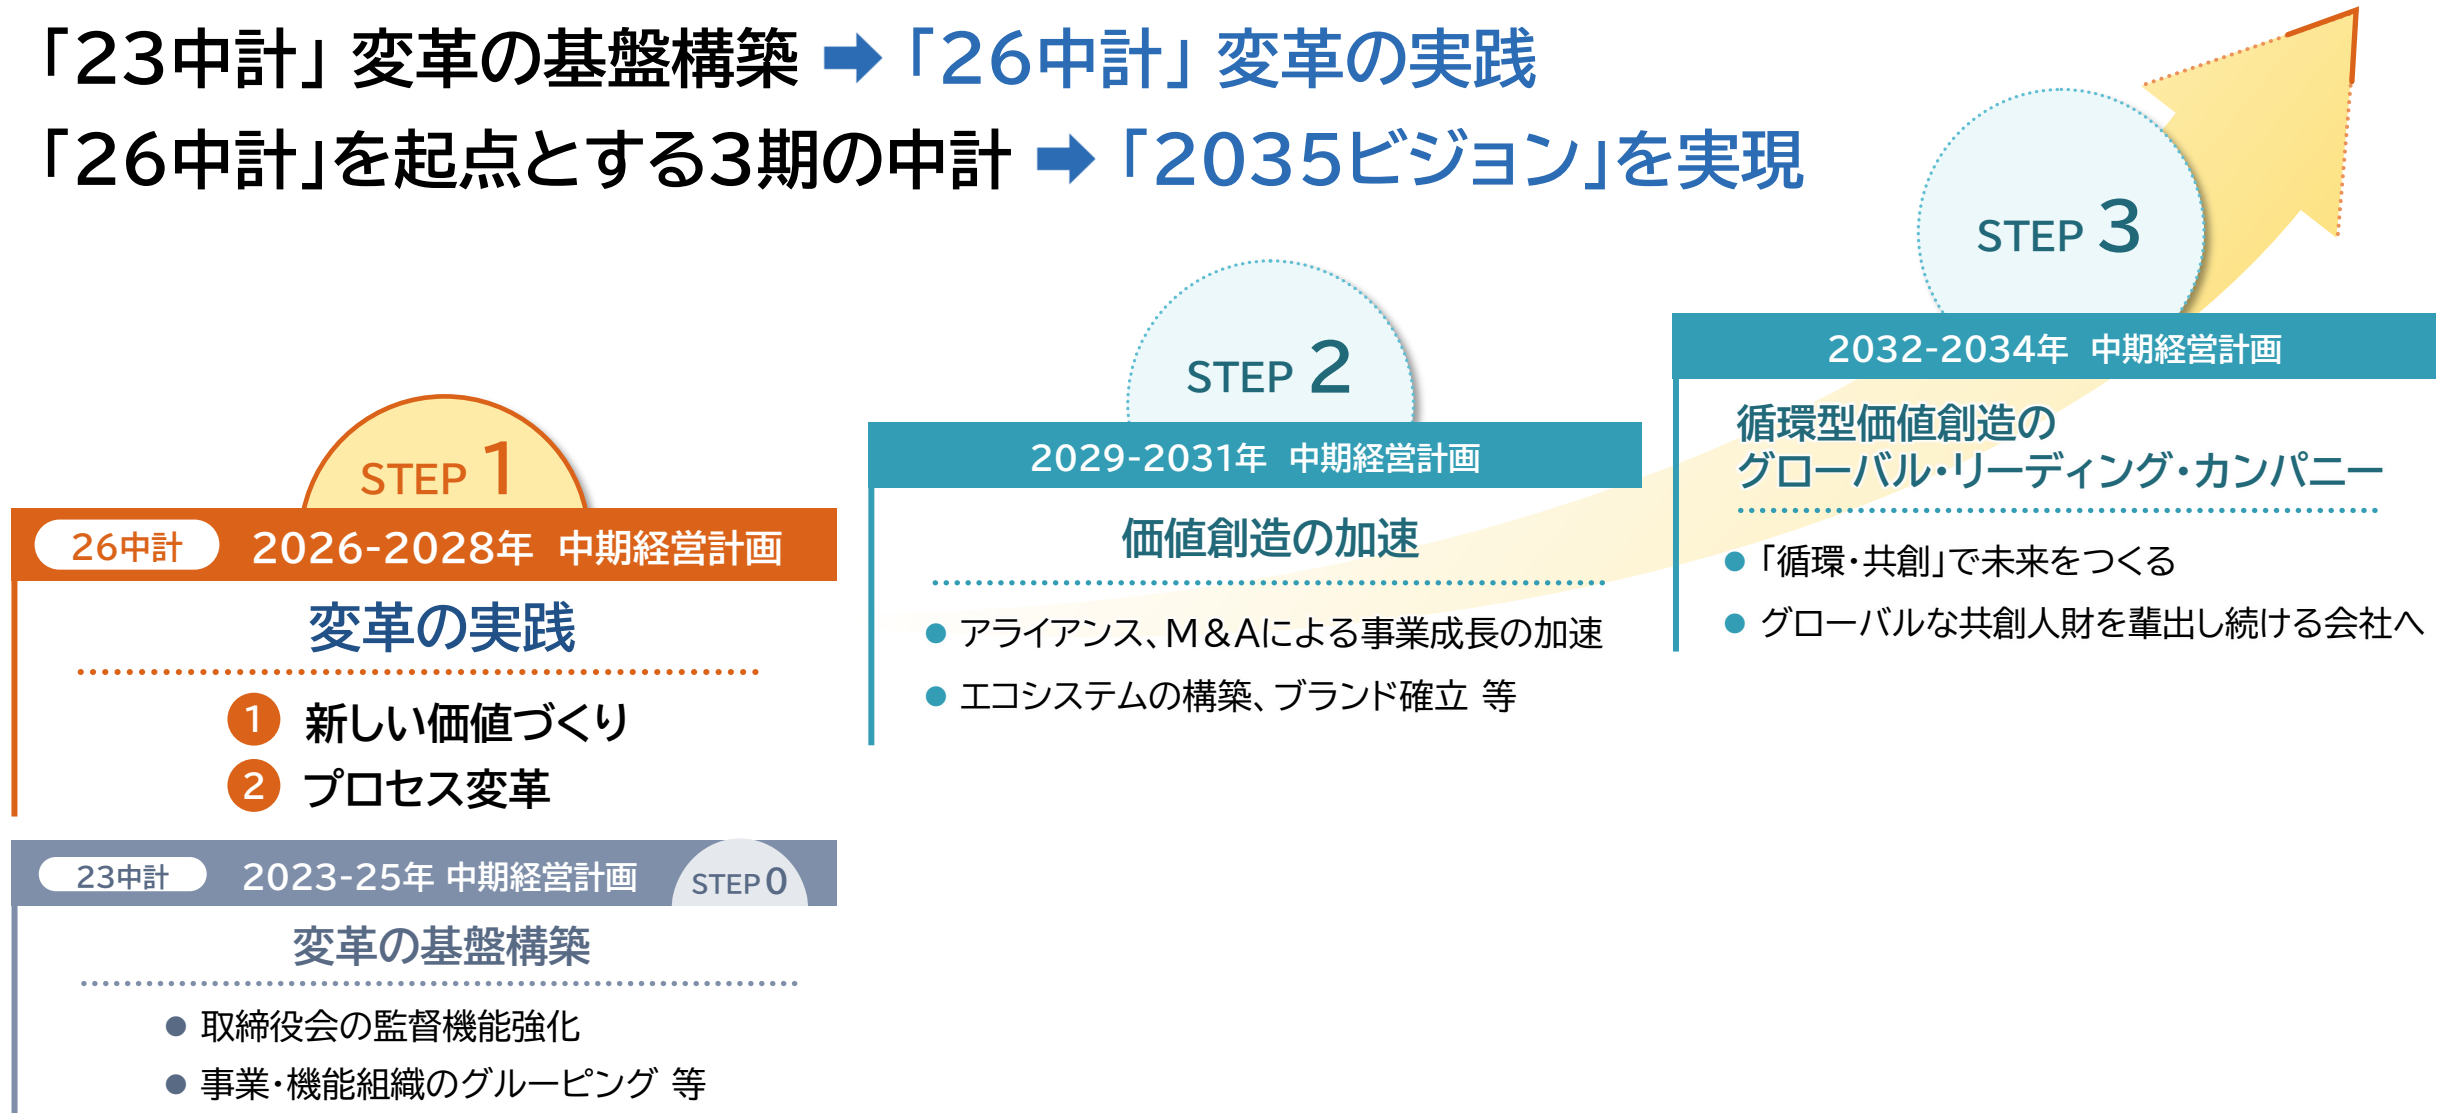 「23中計」 変革の基盤構築 ➡ 「26中計」 変革の実践
「26中計」を起点とする3期の中計 ➡ 「2035ビジョン」を実現
STEP 3
2032-2034年 中期経営計画
循環型価値創造の
グローバル・リーディング・カンパニー
● 「循環・共創」で未来をつくる
● グローバルな共創人財を輩出し続ける会社へ
STEP 2
2029-2031年 中期経営計画
価値創造の加速
● アライアンス、M&Aによる事業成長の加速
● エコシステムの構築、ブランド確立 等
STEP 1
26中計 2026-2028年 中期経営計画
変革の実践
1 新しい価値づくり
2 プロセス変革
23中計 2023-25年 中期経営計画 STEP 0
変革の基盤構築
● 取締役会の監督機能強化
● 事業・機能組織のグルーピング 等